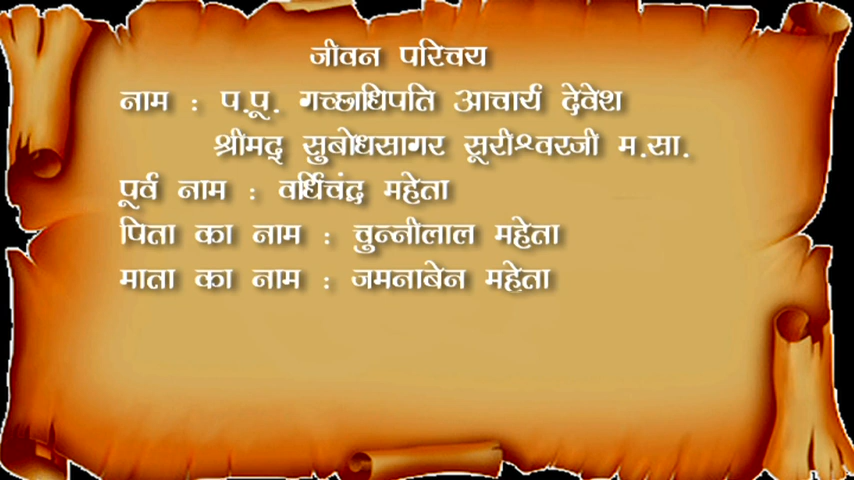 जीवन परिचय
नाम : प.पू. गच्छाधिपति आचार्य देवेश
श्रीमद् सुबोधसागर सूरीश्वरजी म.सा.
पूर्व नाम : वर्धिचंद्र महेता
पिता का नाम : चुन्नीलाल महेता
माता का नाम : जमनाबेन महेता